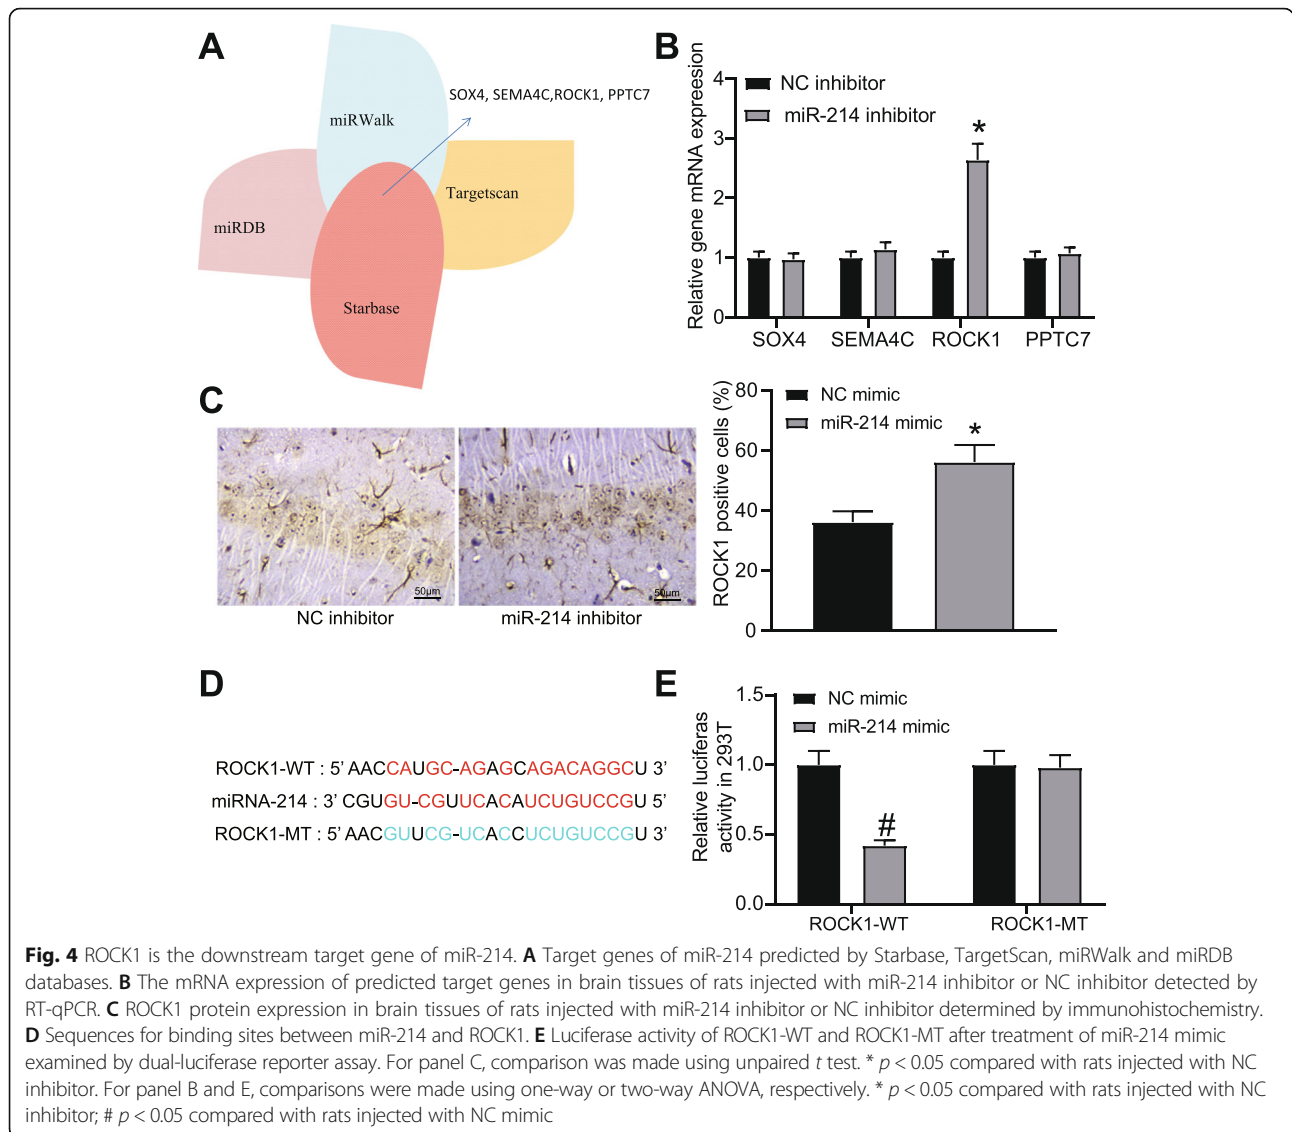 A
SOX4, SEMA4C,ROCK1, PPTC7
miRWalk
miRDB
Targetscan
Starbase
B
Relative gene mRNA expreesion
4
3
2
1
0
NC inhibitor
miR-214 inhibitor
*
SOX4 SEMA4C ROCK1 PPTC7
C
50μm
50μm
NC inhibitor
miR-214 inhibitor
ROCK1 positive cells (%)
80
60
40
20
0
NC mimic
miR-214 mimic
*
D
ROCK1-WT : 5’ AACCAUGC-AGAGCAGACAGGCU 3’
miRNA-214 : 3’ CGUGU-CGUUCACAUCUGUCCGU 5’
ROCK1-MT : 5’ AACGUUCG-UCACCUCUGUCCGU 3’
E
Relative luciferas
activity in 293T
1.5
1.0
0.5
0.0
NC mimic
miR-214 mimic
#
ROCK1-WT ROCK1-MT
Fig. 4 ROCK1 is the downstream target gene of miR-214. A Target genes of miR-214 predicted by Starbase, TargetScan, miRWalk and miRDB
databases. B The mRNA expression of predicted target genes in brain tissues of rats injected with miR-214 inhibitor or NC inhibitor detected by
RT-qPCR. C ROCK1 protein expression in brain tissues of rats injected with miR-214 inhibitor or NC inhibitor determined by immunohistochemistry.
D Sequences for binding sites between miR-214 and ROCK1. E Luciferase activity of ROCK1-WT and ROCK1-MT after treatment of miR-214 mimic
examined by dual-luciferase reporter assay. For panel C, comparison was made using unpaired t test. * p < 0.05 compared with rats injected with NC
inhibitor. For panel B and E, comparisons were made using one-way or two-way ANOVA, respectively. * p < 0.05 compared with rats injected with NC
inhibitor; # p < 0.05 compared with rats injected with NC mimic